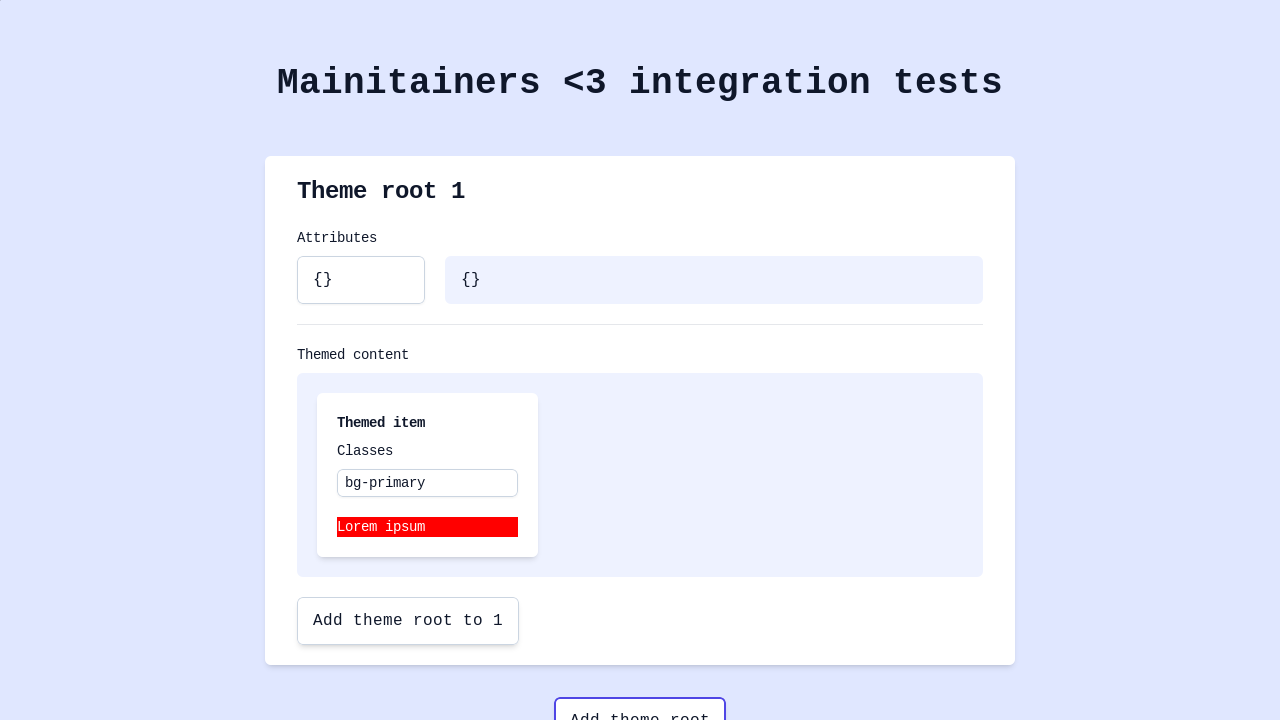 Mainitainers <3 integration tests
Theme root 1
Attributes
{} {}
Themed content
Themed item
Classes
bg-primary
Lorem ipsum
Add theme root to 1
Add theme root